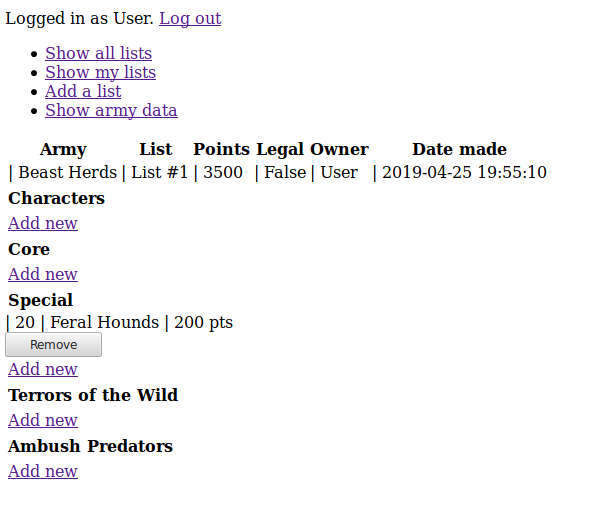 Logged in as User. Log out
Show all lists
Show my lists
Add a list
Show army data
Army List Points Legal Owner Date made
| Beast Herds | List #1 | 3500 | False | User | 2019-04-25 19:55:10
Characters
Add new
Core
Add new
Special
| 20 | Feral Hounds | 200 pts
Remove
Add new
Terrors of the Wild
Add new
Ambush Predators
Add new